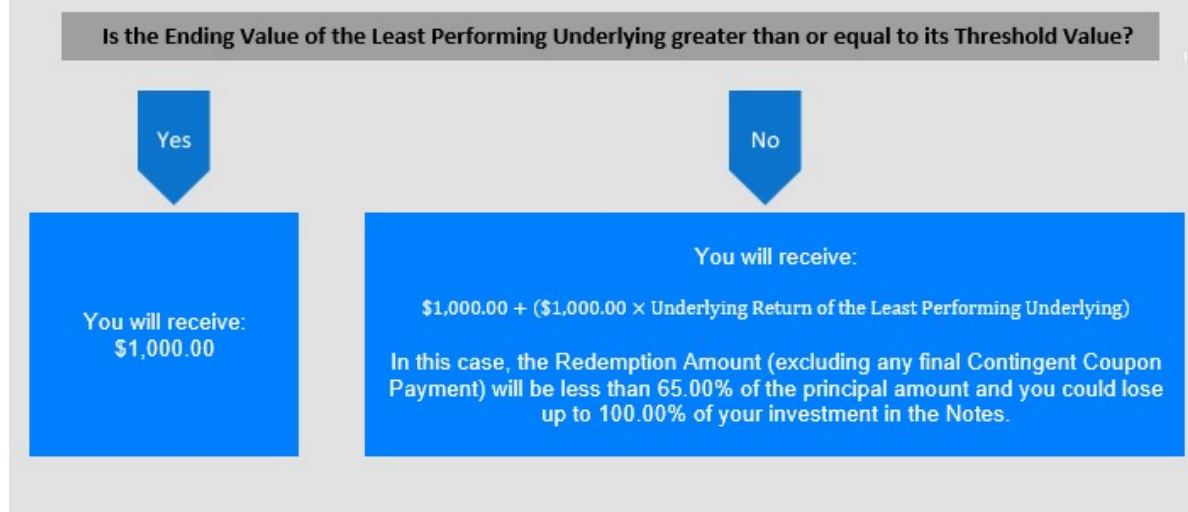 Is the Ending Value of the Least Performing Underlying greater than or equal to its Threshold Value?
Yes
No
You will receive:
$1,000.00
You will receive:
$1,000.00 + ($1,000.00 × Underlying Return of the Least Performing Underlying)
In this case, the Redemption Amount (excluding any final Contingent Coupon
Payment) will be less than 65.00% of the principal amount and you could lose
up to 100.00% of your investment in the Notes.